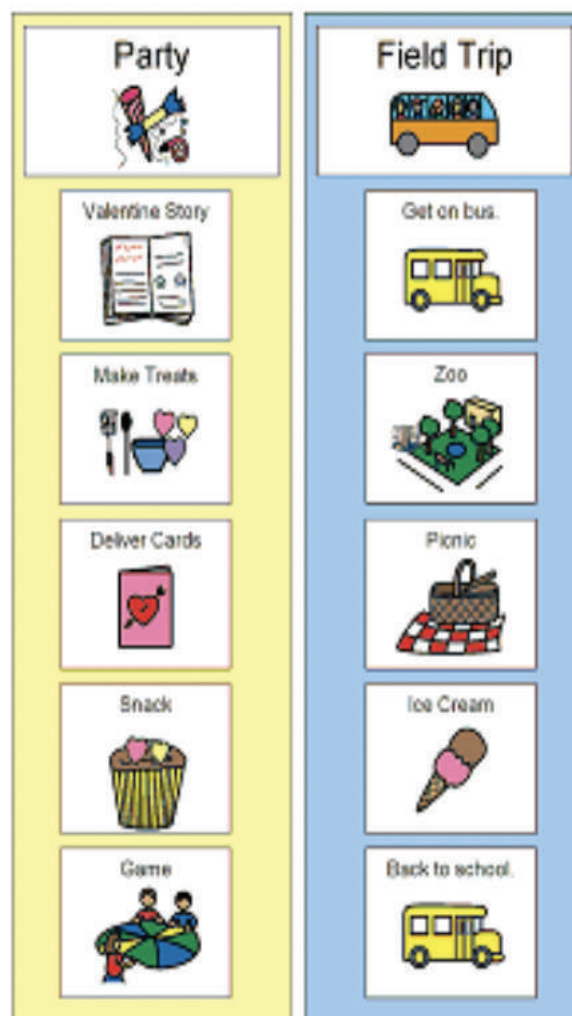 Party
Valentine Story
Make Treats
Deliver Cards
Snack
Game
Field Trip
Get on bus.
Zoo
Picnic
Ice Cream
Back to school.